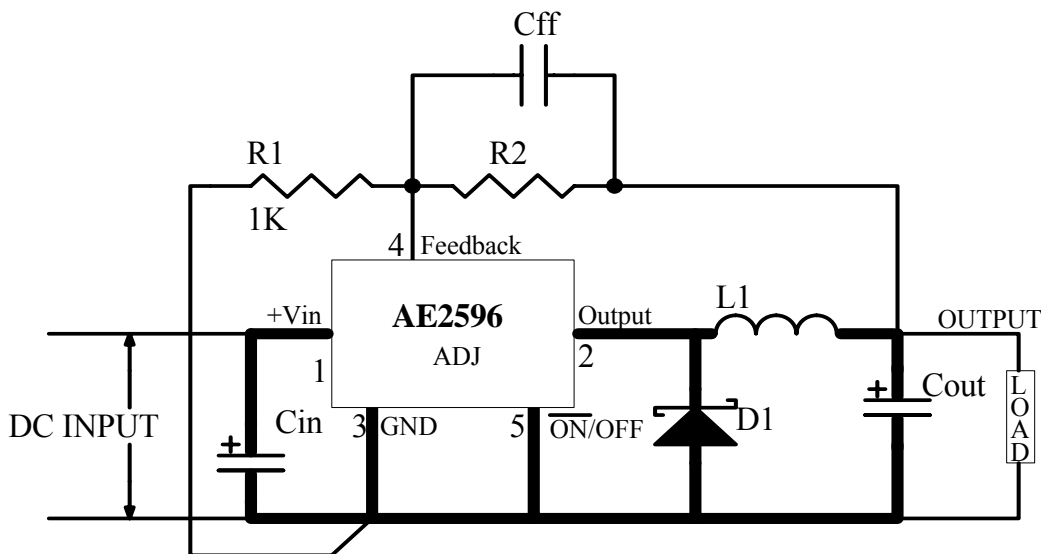 Cff
R1
R2
1K
4 Feedback
+Vin
AE2596
Output
L1
OUTPUT
ADJ
1
2
DC INPUT
Cin
+
3 GND
5 ON/OFF
D1
+
Cout
LOAD